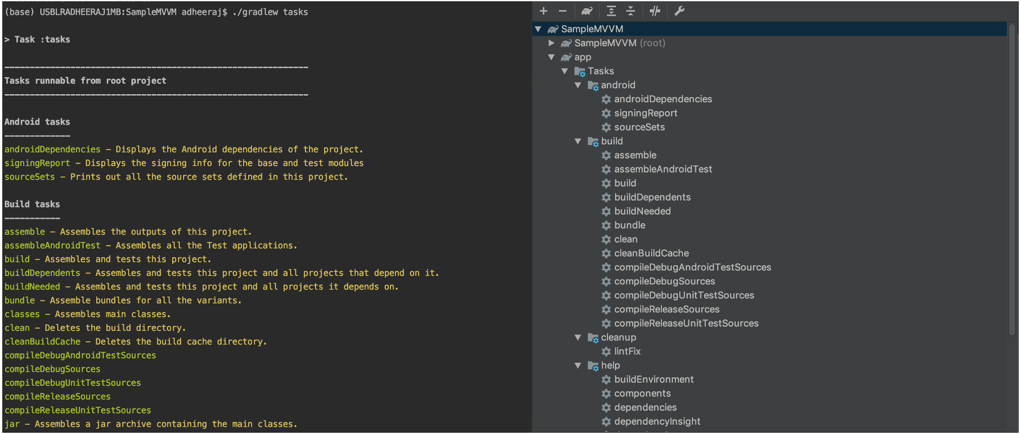 (base) USBLRADHEERAJ1MB:SampleMVVM adheeraj$ ./gradlew tasks
> Task :tasks
------------------------------------------------------------
Tasks runnable from root project
------------------------------------------------------------
Android tasks
-------------
androidDependencies - Displays the Android dependencies of the project.
signingReport - Displays the signing info for the base and test modules
sourceSets - Prints out all the source sets defined in this project.
Build tasks
-----------
assemble - Assembles the outputs of this project.
assembleAndroidTest - Assembles all the Test applications.
build - Assembles and tests this project.
buildDependents - Assembles and tests this project and all projects that depend on it.
buildNeeded - Assembles and tests this project and all projects it depends on.
bundle - Assemble bundles for all the variants.
classes - Assembles main classes.
clean - Deletes the build directory.
cleanBuildCache - Deletes the build cache directory.
compileDebugAndroidTestSources
compileDebugSources
compileDebugUnitTestSources
compileReleaseSources
compileReleaseUnitTestSources
jar - Assembles a jar archive containing the main classes.
SampleMVVM
SampleMVVM (root)
app
Tasks
android
androidDependencies
signingReport
sourceSets
build
assemble
assembleAndroidTest
build
buildDependents
buildNeeded
bundle
clean
cleanBuildCache
compileDebugAndroidTestSources
compileDebugSources
compileDebugUnitTestSources
compileReleaseSources
compileReleaseUnitTestSources
cleanup
lintFix
help
buildEnvironment
components
dependencies
dependencyInsight